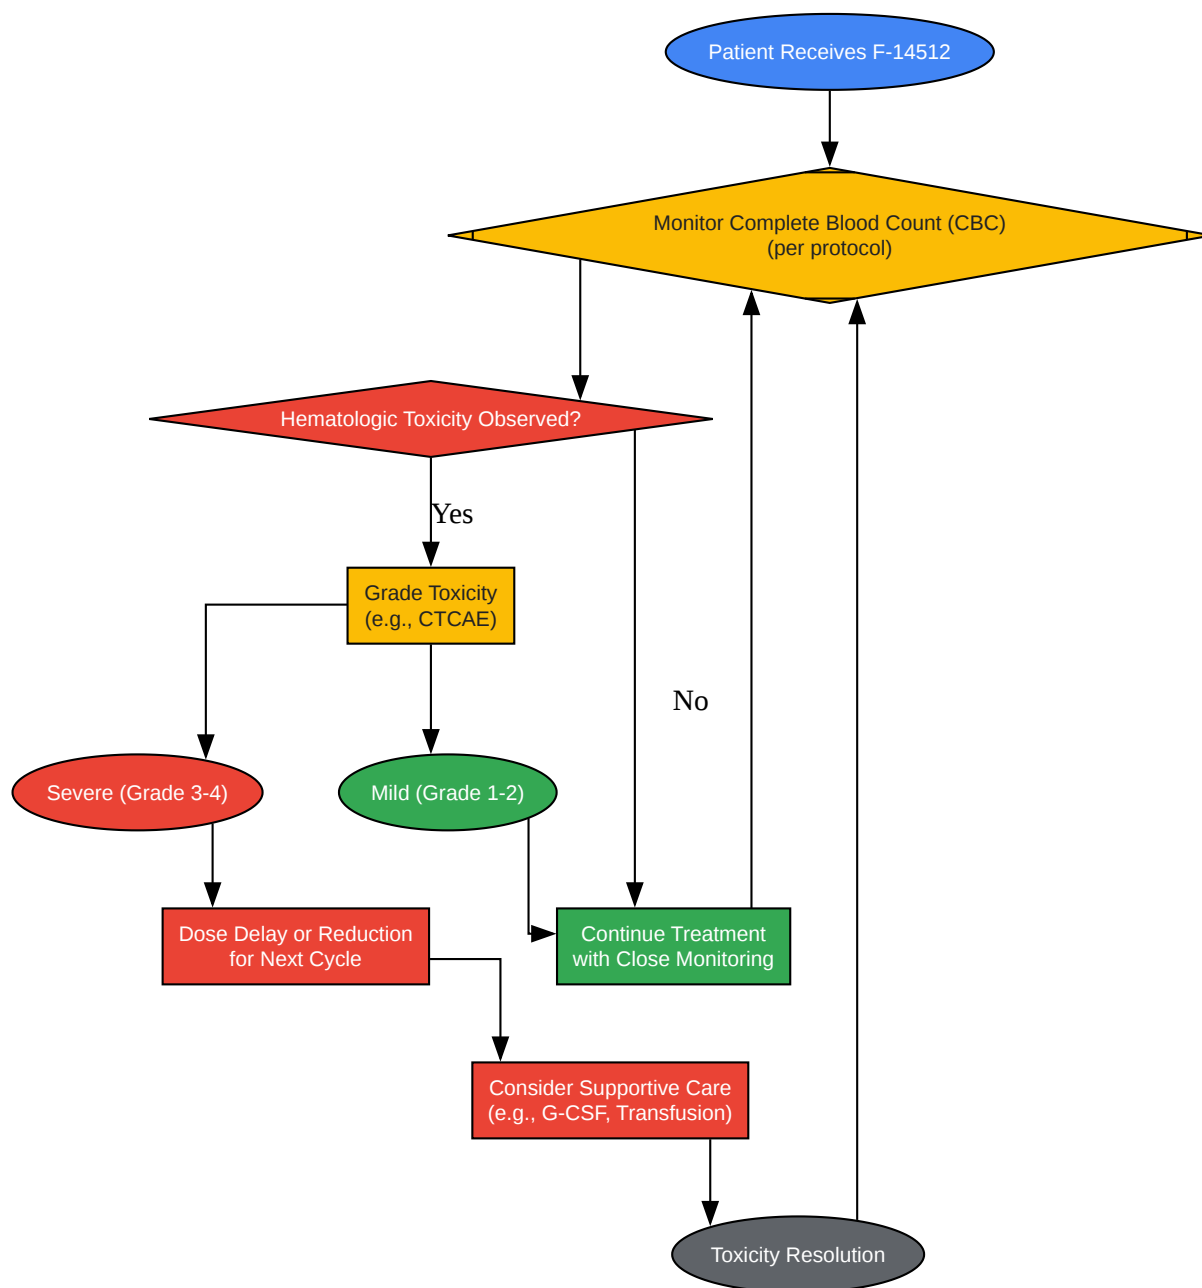 Patient Receives F-14512
Monitor Complete Blood Count (CBC)
(per protocol)
Hematologic Toxicity Observed?
Yes
Grade Toxicity
(e.g., CTCAE)
No
Severe (Grade 3-4)
Mild (Grade 1-2)
Dose Delay or Reduction
for Next Cycle
Continue Treatment
with Close Monitoring
Consider Supportive Care
(e.g., G-CSF, Transfusion)
Toxicity Resolution